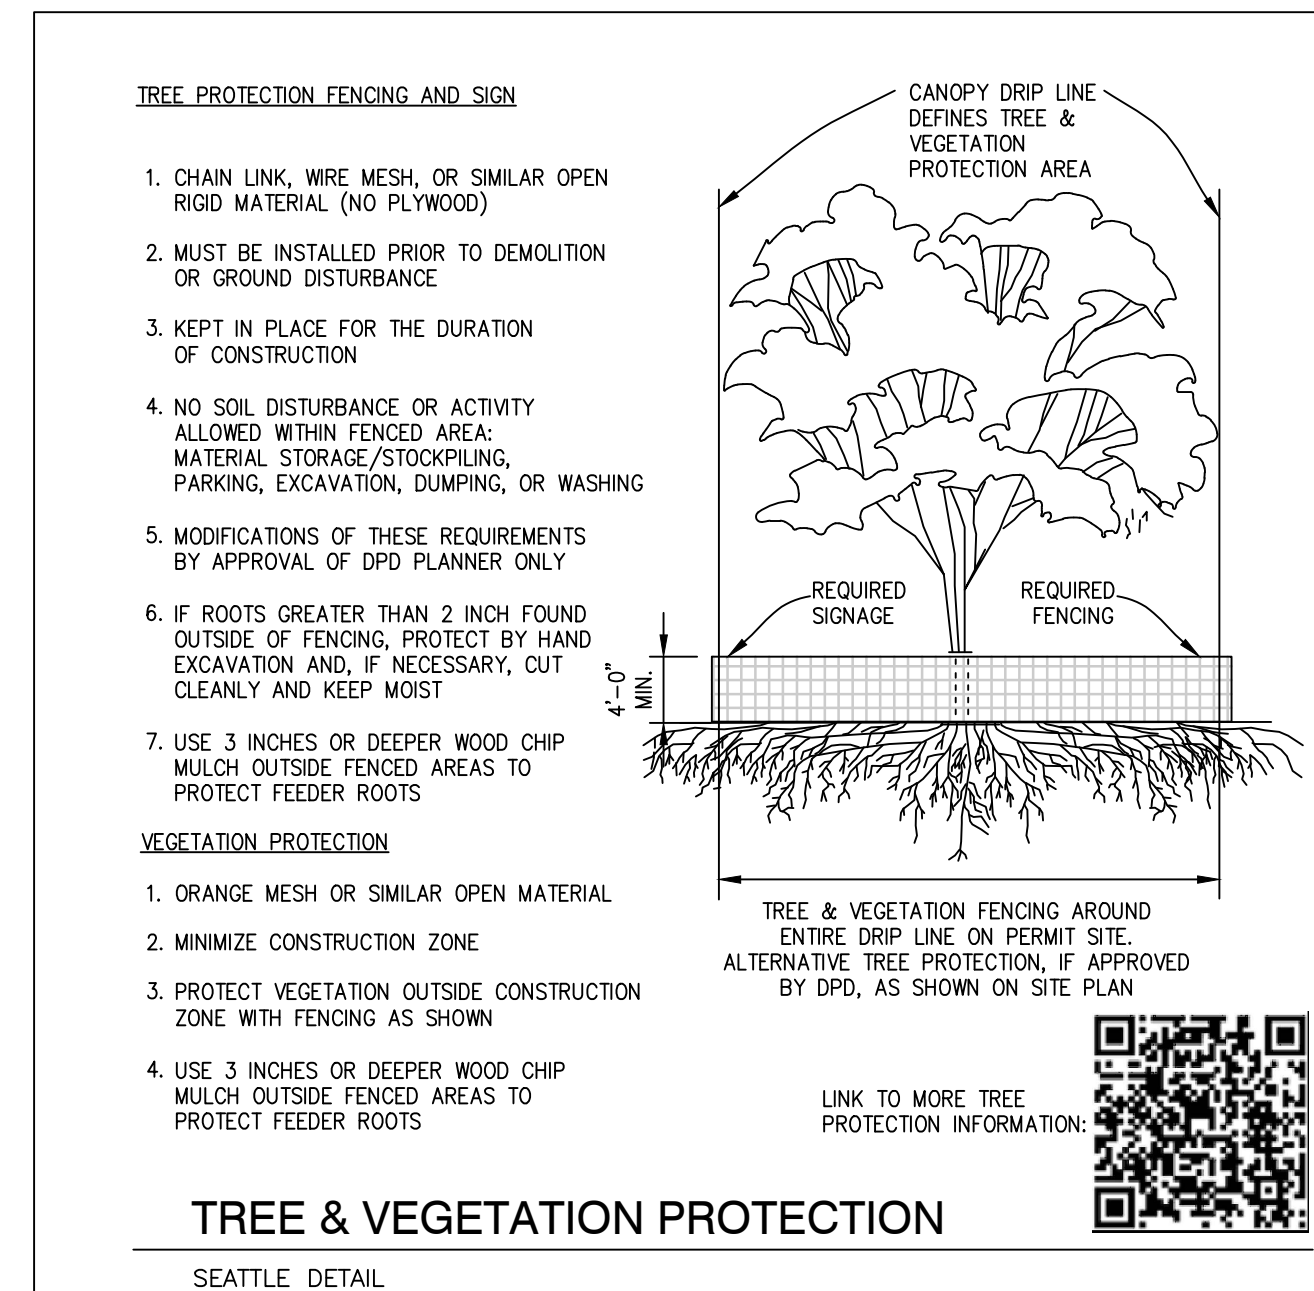 TREE PROTECTION FENCING AND SIGN
1. CHAIN LINK, WIRE MESH, OR SIMILAR OPEN
RIGID MATERIAL (NO PLYWOOD)
2. MUST BE INSTALLED PRIOR TO DEMOLITION
OR GROUND DISTURBANCE
3. KEPT IN PLACE FOR THE DURATION
OF CONSTRUCTION
4. NO SOIL DISTURBANCE OR ACTIVITY
ALLOWED WITHIN FENCED AREA:
MATERIAL STORAGE/STOCKPILING,
PARKING, EXCAVATION, DUMPING, OR WASHING
5. MODIFICATIONS OF THESE REQUIREMENTS
BY APPROVAL OF DPD PLANNER ONLY
6. IF ROOTS GREATER THAN 2 INCH FOUND
OUTSIDE OF FENCING, PROTECT BY HAND
EXCAVATION AND, IF NECESSARY, CUT
CLEANLY AND KEEP MOIST
7. USE 3 INCHES OR DEEPER WOOD CHIP
MULCH OUTSIDE FENCED AREAS TO
PROTECT FEEDER ROOTS
VEGETATION PROTECTION
1. ORANGE MESH OR SIMILAR OPEN MATERIAL
2. MINIMIZE CONSTRUCTION ZONE
3. PROTECT VEGETATION OUTSIDE CONSTRUCTION
ZONE WITH FENCING AS SHOWN
4. USE 3 INCHES OR DEEPER WOOD CHIP
MULCH OUTSIDE FENCED AREAS TO
PROTECT FEEDER ROOTS
CANOPY DRIP LINE
DEFINES TREE &
VEGETATION
PROTECTION AREA
REQUIRED
SIGNAGE
REQUIRED
FENCING
4'-0"
MIN.
TREE & VEGETATION FENCING AROUND
ENTIRE DRIP LINE ON PERMIT SITE.
ALTERNATIVE TREE PROTECTION, IF APPROVED
BY DPD, AS SHOWN ON SITE PLAN
LINK TO MORE TREE
PROTECTION INFORMATION:
TREE & VEGETATION PROTECTION
SEATTLE DETAIL